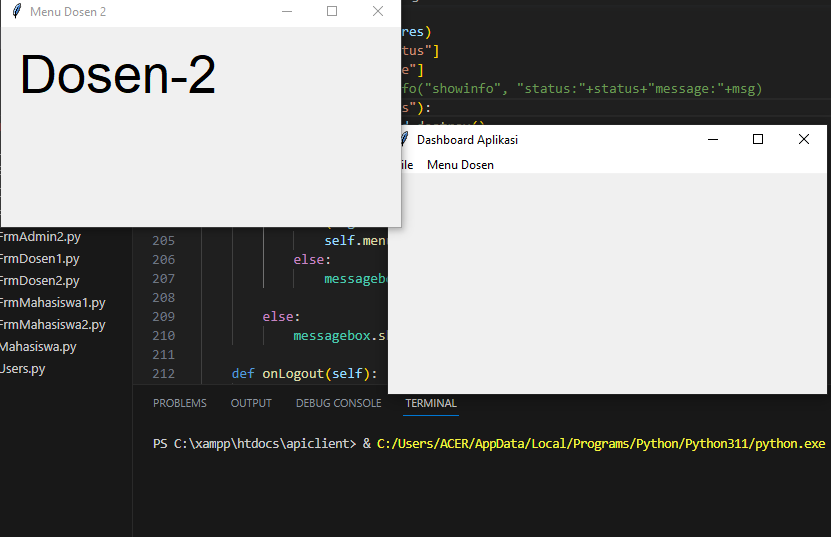 Menu Dosen 2
Dosen-2
res)
tus"]
e"]
fo("showinfo", "status:"+status+"message:"+msg)
s"):
Dashboard Aplikasi
ile Menu Dosen
FrmAdmin2.py
FrmDosen1.py
FrmDosen2.py
FrmMahasiswa1.py
FrmMahasiswa2.py
Mahasiswa.py
Users.py
205 self.men
206 else:
207 messagebo
208
209 else:
210 messagebox.s
211
212 def onLogout(self):
PROBLEMS OUTPUT DEBUG CONSOLE TERMINAL
PS C:\xampp\htdocs\apiclient> & C:/Users/ACER/AppData/Local/Programs/Python/Python311/python.exe